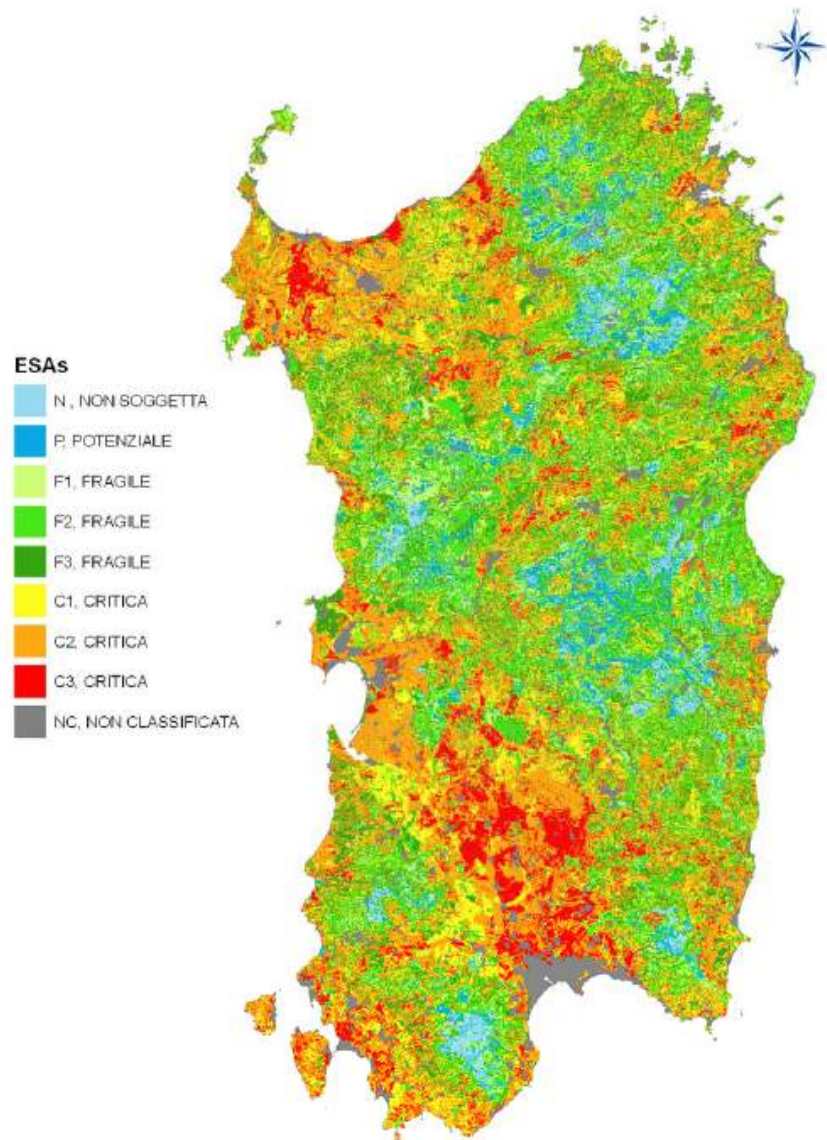 ESAs
N , NON SOGGETTA
P, POTENZIALE
F1, FRAGILE
F2, FRAGILE
F3, FRAGILE
C1, CRITICA
C2, CRITICA
C3, CRITICA
NC, NON CLASSIFICATA